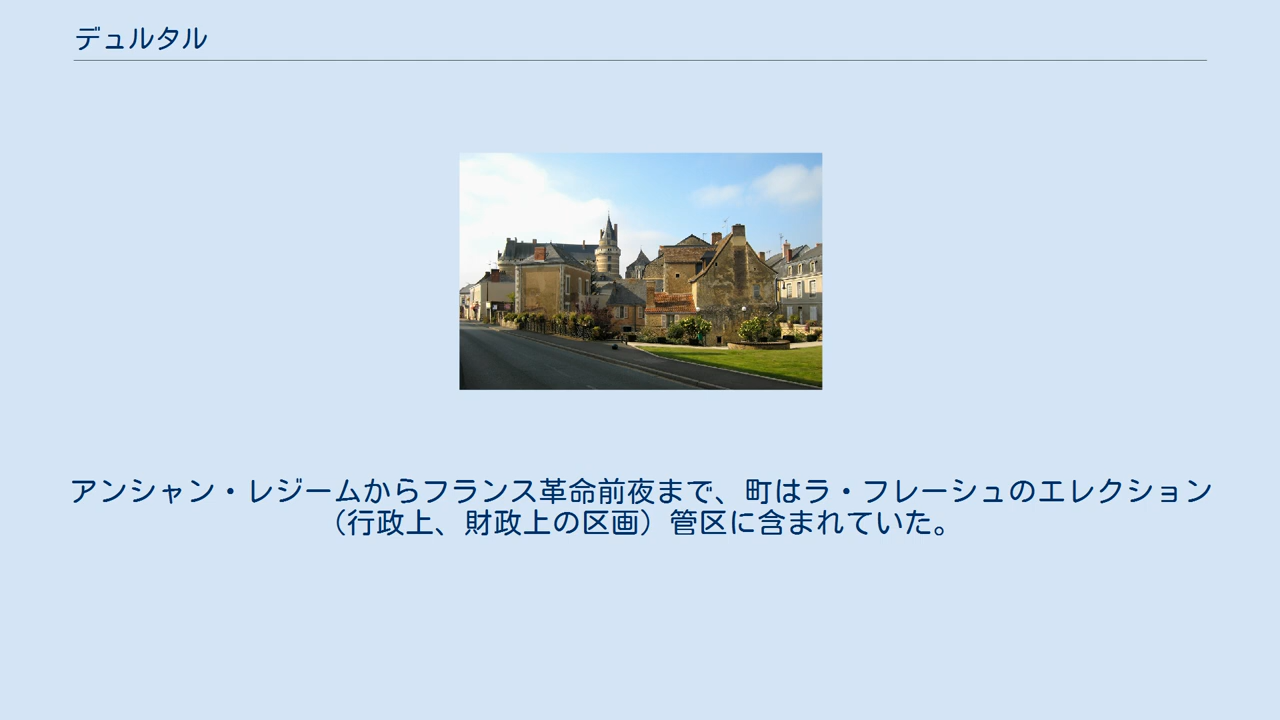 デュルタル
アンシャン・レジームからフランス革命前夜まで、町はラ・フレーシュのエレクション
（行政上、財政上の区画）管区に含まれていた。